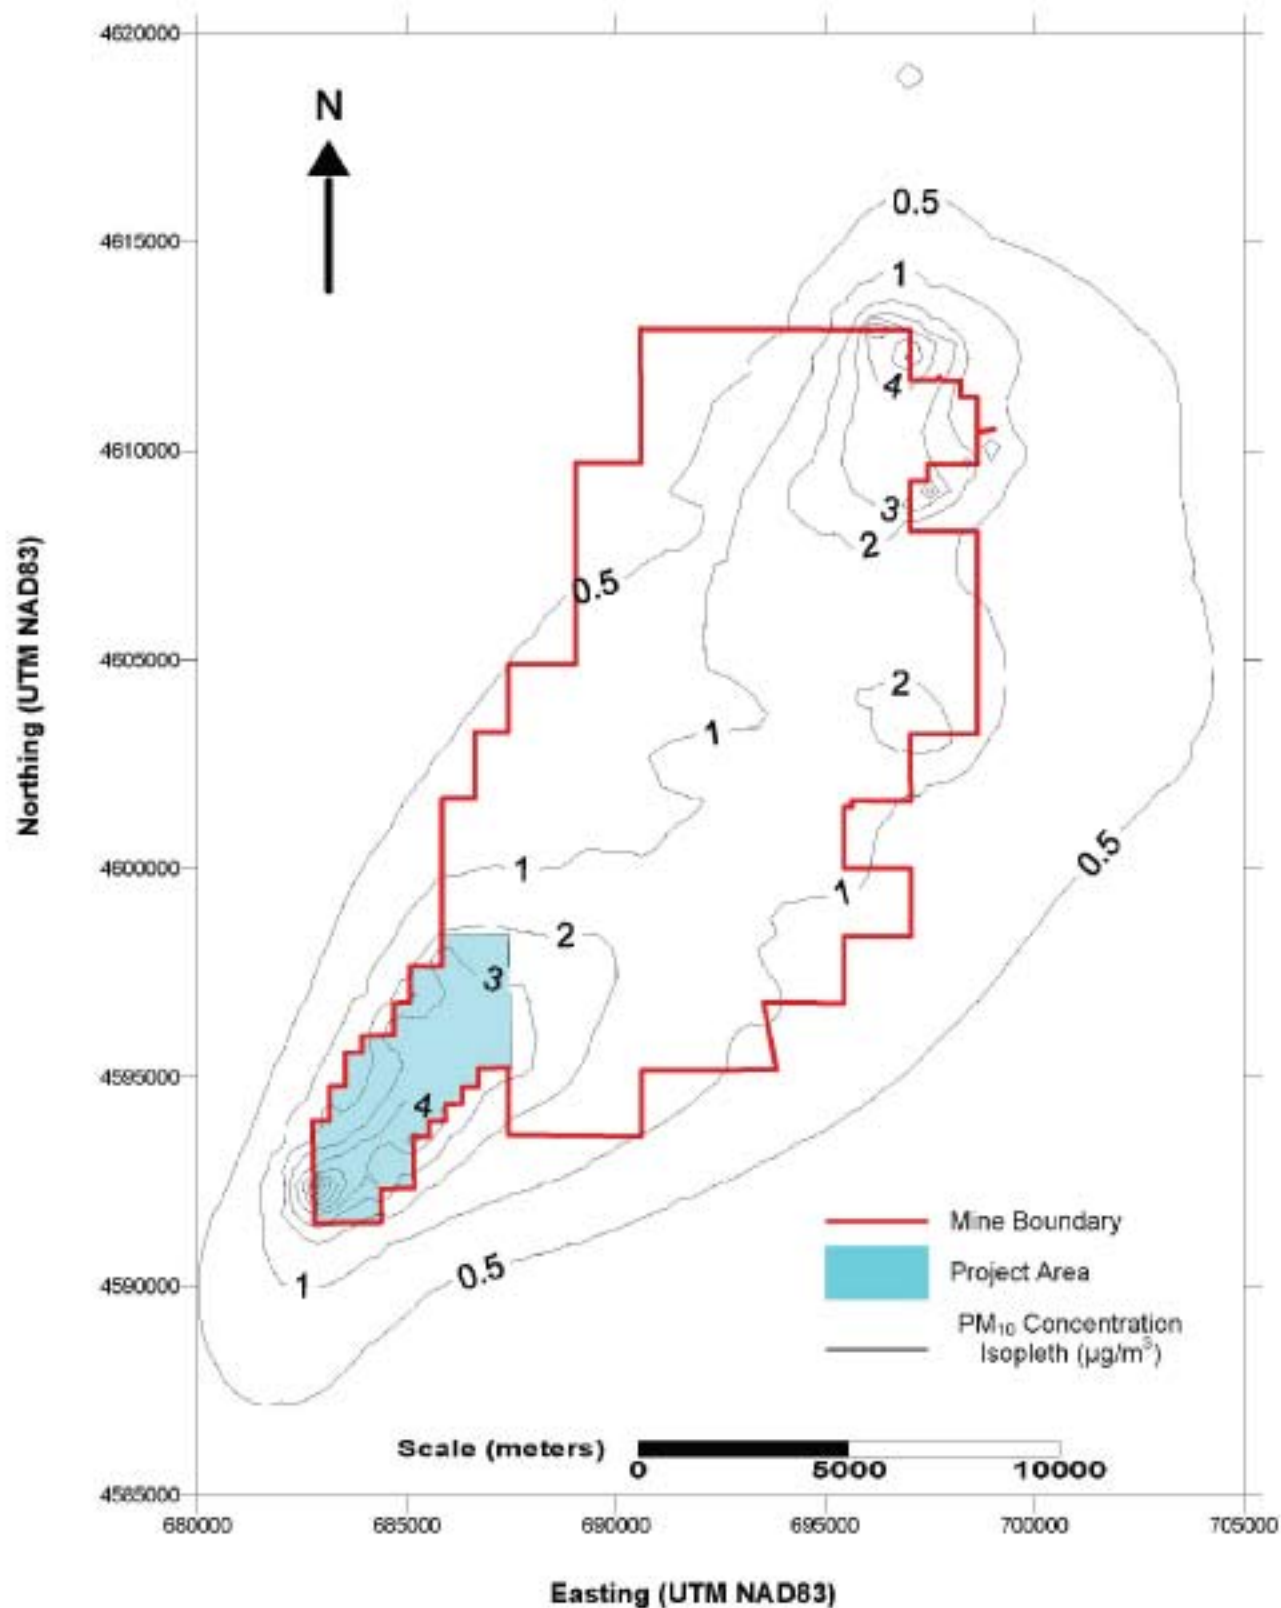 4620000
N
0.5
4615000
1
4
4610000
3
2
0.5
4605000
2
1
0.5
4600000
1
1
2
3
4595000
4
Mine Boundary
0.5
Project Area
4590000
1
PM₁₀ Concentration
Isopleth (µg/m³)
Scale (meters)
0 5000 10000
4585000
680000 685000 690000 695000 700000 705000
Northing (UTM NAD83)
Easting (UTM NAD83)